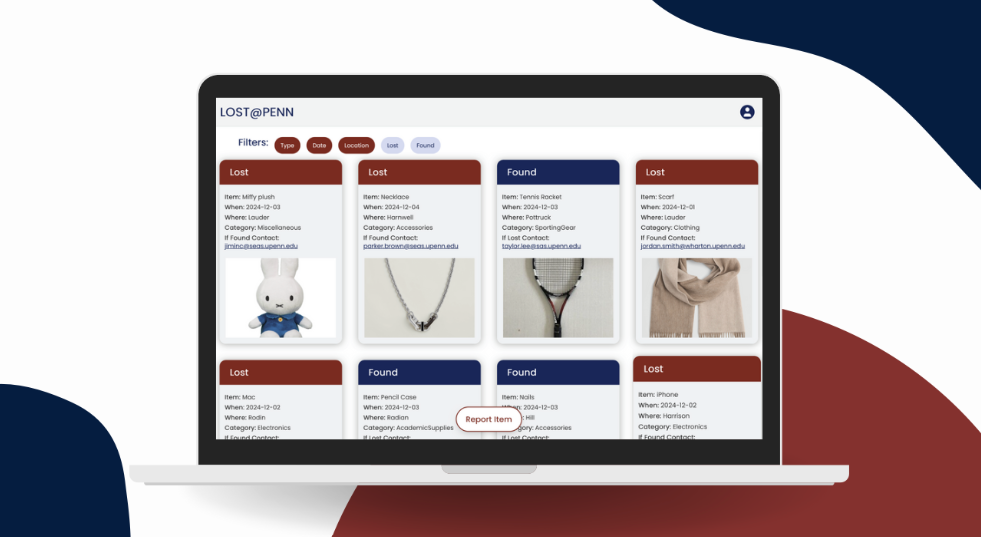 LOST@PENN
Filters: Type Date Location Lost Found
Lost
Item: Miffy plush
When: 2024-12-03
Where: Lauder
Category: Miscellaneous
If Found Contact:
jiminc@seas.upenn.edu
Lost
Item: Necklace
When: 2024-12-04
Where: Harnwell
Category: Accessories
If Found Contact:
parker.brown@seas.upenn.edu
Found
Item: Tennis Racket
When: 2024-12-03
Where: Pottruck
Category: SportingGear
If Lost Contact:
taylor.lee@sas.upenn.edu
Lost
Item: Scarf
When: 2024-12-01
Where: Lauder
Category: Clothing
If Found Contact:
jordan.smith@wharton.upenn.edu
Lost
Item: Mac
When: 2024-12-02
Where: Rodin
Category: Electronics
If Found Contact:
Found
Item: Pencil Case
When: 2024-12-03
Where: Radian
Category: AcademicSupplies
If Lost Contact:
Found
Item: Nails
2024-12-03
Hill
Accessories
If Lost Contact:
Lost
Item: iPhone
When: 2024-12-02
Where: Harrison
Category: Electronics
If Found Contact:
Report Item